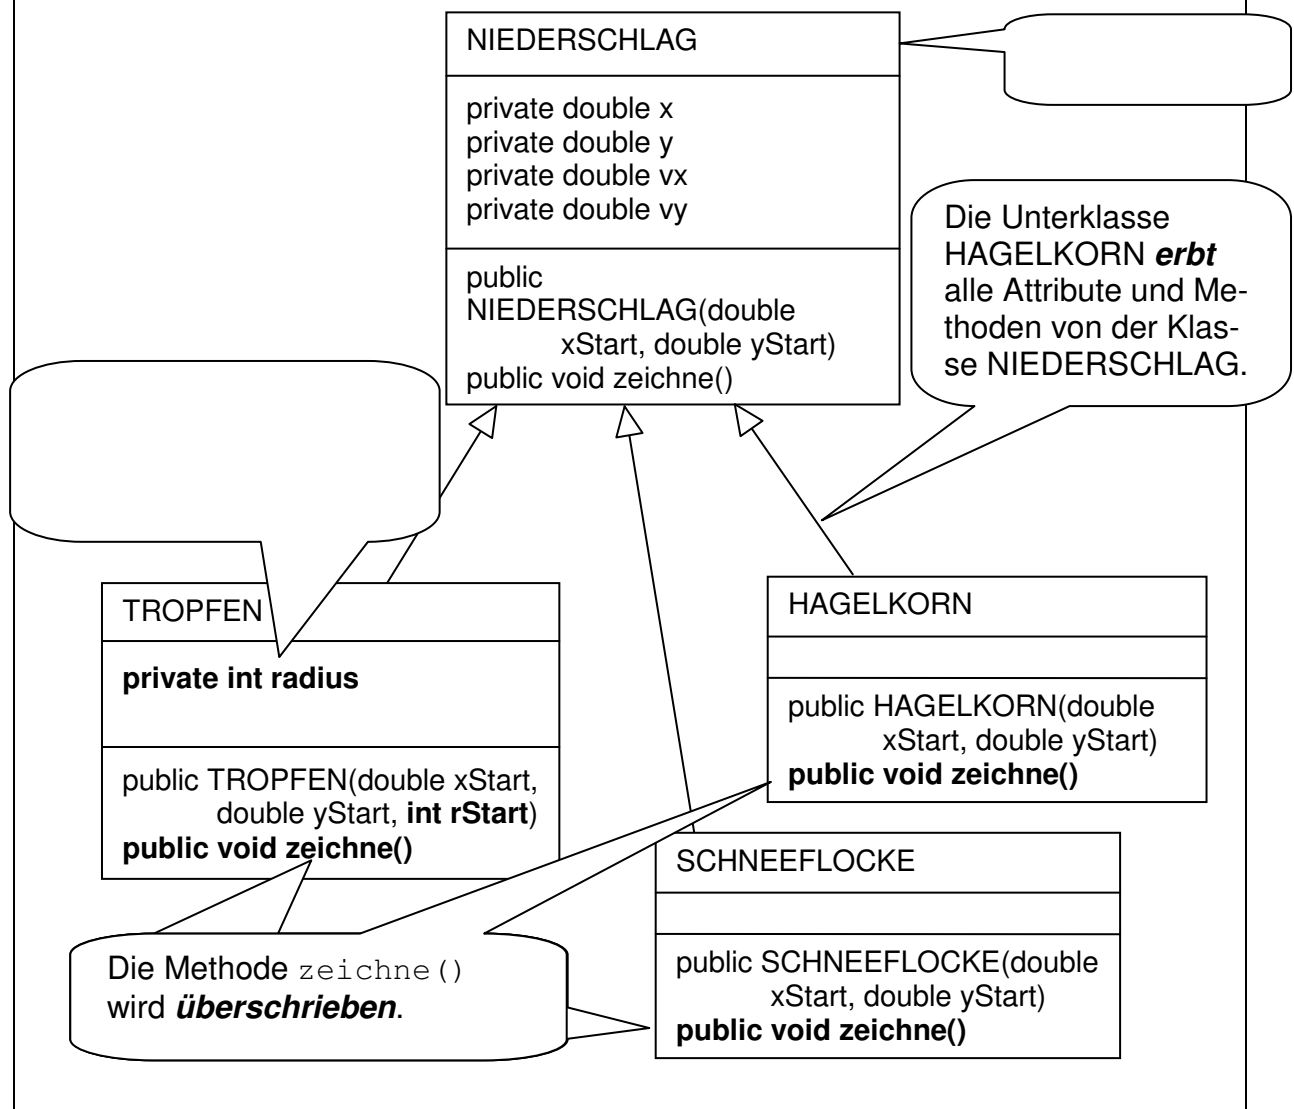 NIEDERSCHLAG
private double x
private double y
private double vx
private double vy
public
NIEDERSCHLAG(double
xStart, double yStart)
public void zeichne()
Die Unterklasse
HAGELKORN erbt
alle Attribute und Me-
thoden von der Klas-
se NIEDERSCHLAG.
TROPFEN
private int radius
public TROPFEN(double xStart,
double yStart, int rStart)
public void zeichne()
HAGELKORN
public HAGELKORN(double
xStart, double yStart)
public void zeichne()
SCHNEEFLOCKE
public SCHNEEFLOCKE(double
xStart, double yStart)
public void zeichne()
Die Methode zeichne()
wird überschrieben.